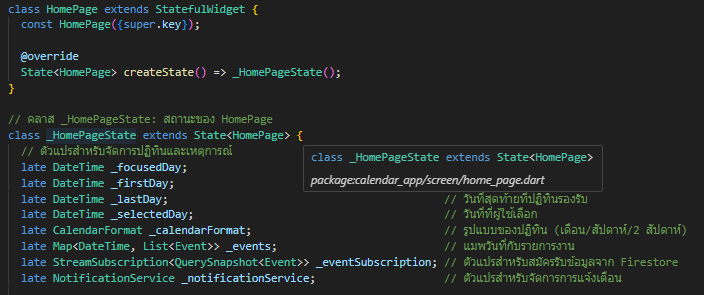 class HomePage extends StatefulWidget {
const HomePage({super.key});
@override
State<HomePage> createState() => _HomePageState();
}
// คลาส _HomePageState: สถานะของ HomePage
class _HomePageState extends State<HomePage> {
// ตัวแปรสำหรับจัดการปฏิทินและเหตุการณ์
class _HomePageState extends State<HomePage>
package:calendar_app/screen/home_page.dart
late DateTime _focusedDay;
late DateTime _firstDay;
late DateTime _lastDay; // วันที่สุดท้ายที่ปฏิทินรองรับ
late DateTime _selectedDay; // วันที่ที่ผู้ใช้เลือก
late CalendarFormat _calendarFormat; // รูปแบบของปฏิทิน (เดือน/สัปดาห์/2 สัปดาห์)
late Map<DateTime, List<Event>> _events; // แมพวันที่กับรายการงาน
late StreamSubscription<QuerySnapshot<Event>> _eventSubscription; // ตัวแปรสำหรับสมัครรับข้อมูลจาก Firestore
late NotificationService _notificationService; // ตัวแปรสำหรับจัดการการแจ้งเตือน